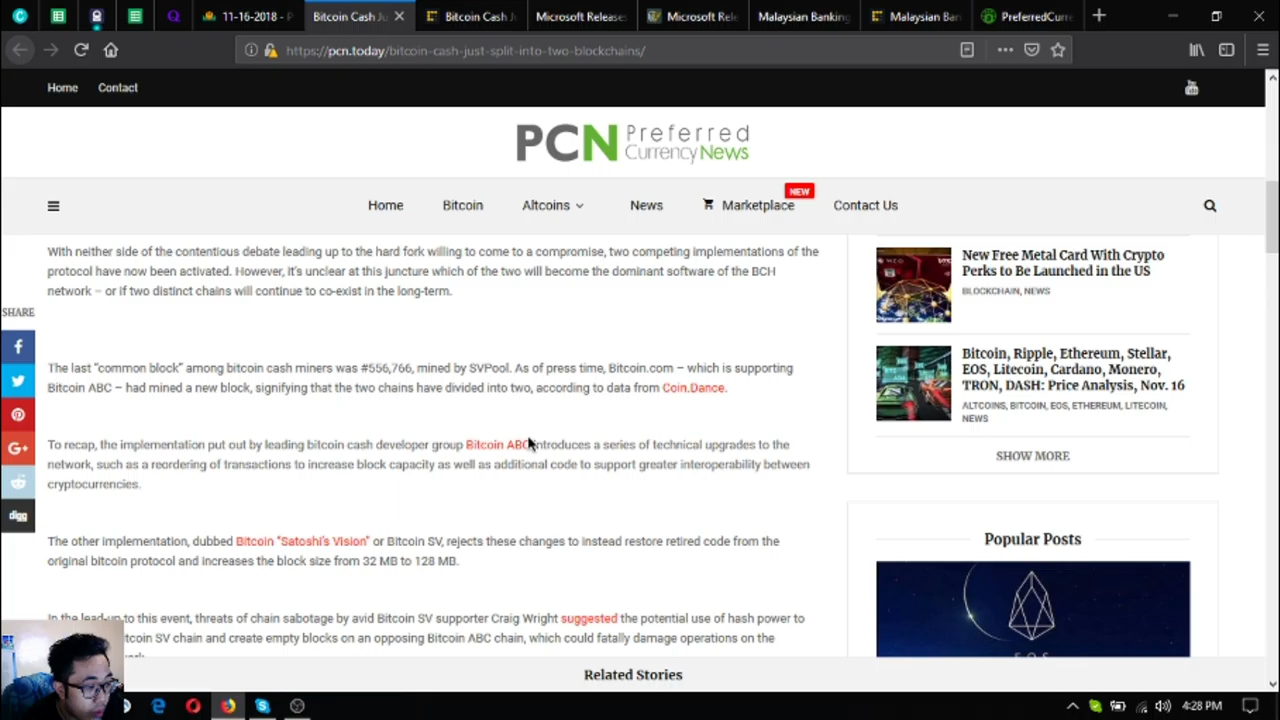 11-16-2018 - P
Bitcoin Cash Ju
Bitcoin Cash Ju
Microsoft Releases
Microsoft Rele
Malaysian Banking
Malaysian Ban
PreferredCurre
https://pcn.today/bitcoin-cash-just-split-into-two-blockchains/
Home Contact
PCN Preferred
Currency News
Home Bitcoin Altcoins News Marketplace NEW Contact Us
With neither side of the contentious debate leading up to the hard fork willing to come to a compromise, two competing implementations of the
protocol have now been activated. However, it's unclear at this juncture which of the two will become the dominant software of the BCH
network – or if two distinct chains will continue to co-exist in the long-term.
SHARE
The last "common block" among bitcoin cash miners was #556,766, mined by SVPool. As of press time, Bitcoin.com – which is supporting
Bitcoin ABC – had mined a new block, signifying that the two chains have divided into two, according to data from Coin.Dance.
To recap, the implementation put out by leading bitcoin cash developer group Bitcoin ABC introduces a series of technical upgrades to the
network, such as a reordering of transactions to increase block capacity as well as additional code to support greater interoperability between
cryptocurrencies.
The other implementation, dubbed Bitcoin "Satoshi's Vision" or Bitcoin SV, rejects these changes to instead restore retired code from the
original bitcoin protocol and increases the block size from 32 MB to 128 MB.
In the lead-up to this event, threats of chain sabotage by avid Bitcoin SV supporter Craig Wright suggested the potential use of hash power to
SV chain and create empty blocks on an opposing Bitcoin ABC chain, which could fatally damage operations on the
digg
New Free Metal Card With Crypto
Perks to Be Launched in the US
BLOCKCHAIN, NEWS
Bitcoin, Ripple, Ethereum, Stellar,
EOS, Litecoin, Cardano, Monero,
TRON, DASH: Price Analysis, Nov. 16
ALTCOINS, BITCOIN, EOS, ETHEREUM, LITECOIN,
NEWS
SHOW MORE
Popular Posts
Related Stories
4:28 PM